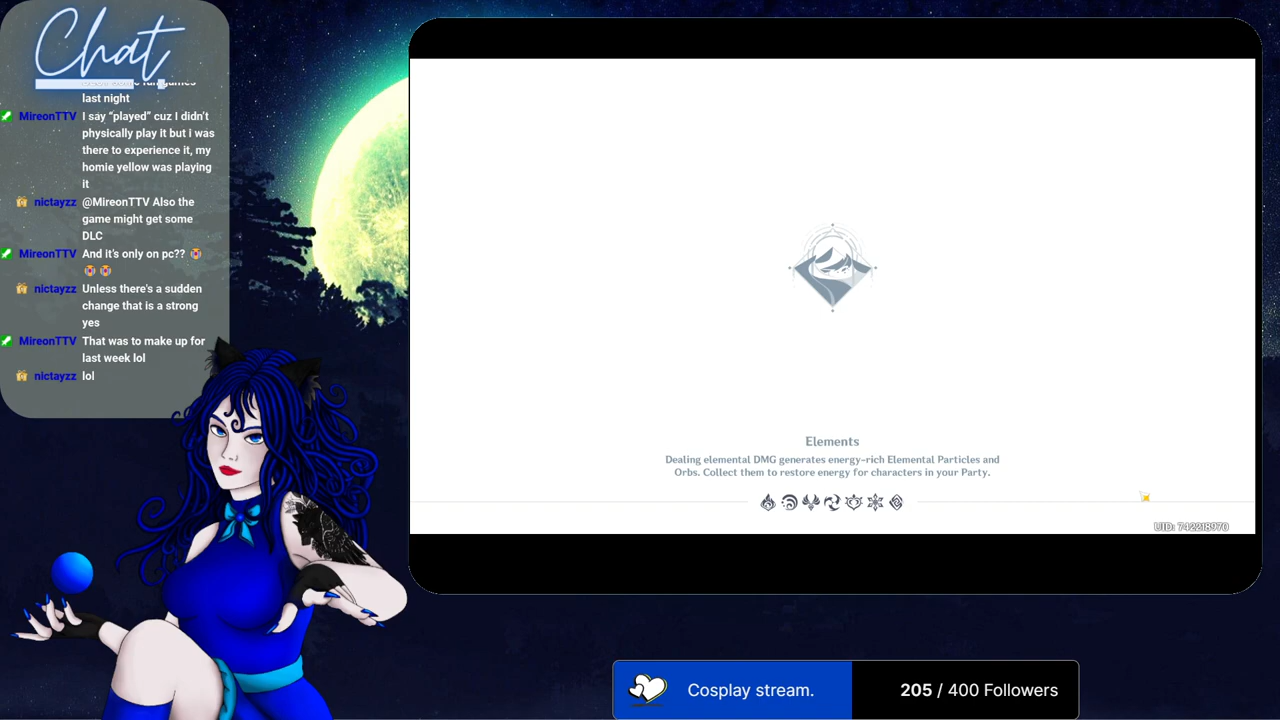 Chat
last night
MireonTTV I say “played” cuz I didn’t
physically play it but i was
there to experience it, my
homie yellow was playing
it
nictayzz @MireonTTV Also the
game might get some
DLC
MireonTTV And it’s only on pc??
nictayzz Unless there's a sudden
change that is a strong
yes
MireonTTV That was to make up for
last week lol
nictayzz lol
Elements
Dealing elemental DMG generates energy-rich Elemental Particles and
Orbs. Collect them to restore energy for characters in your Party.
UID: 742218970
Cosplay stream.
205 / 400 Followers